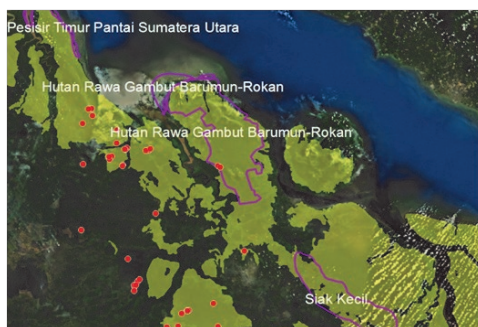 Pesisir Timur Pantai Sumatera Utara
Hutan Rawa Gambut Barumun-Rokan
Hutan Rawa Gambut Barumun-Rokan
Siak Kecil